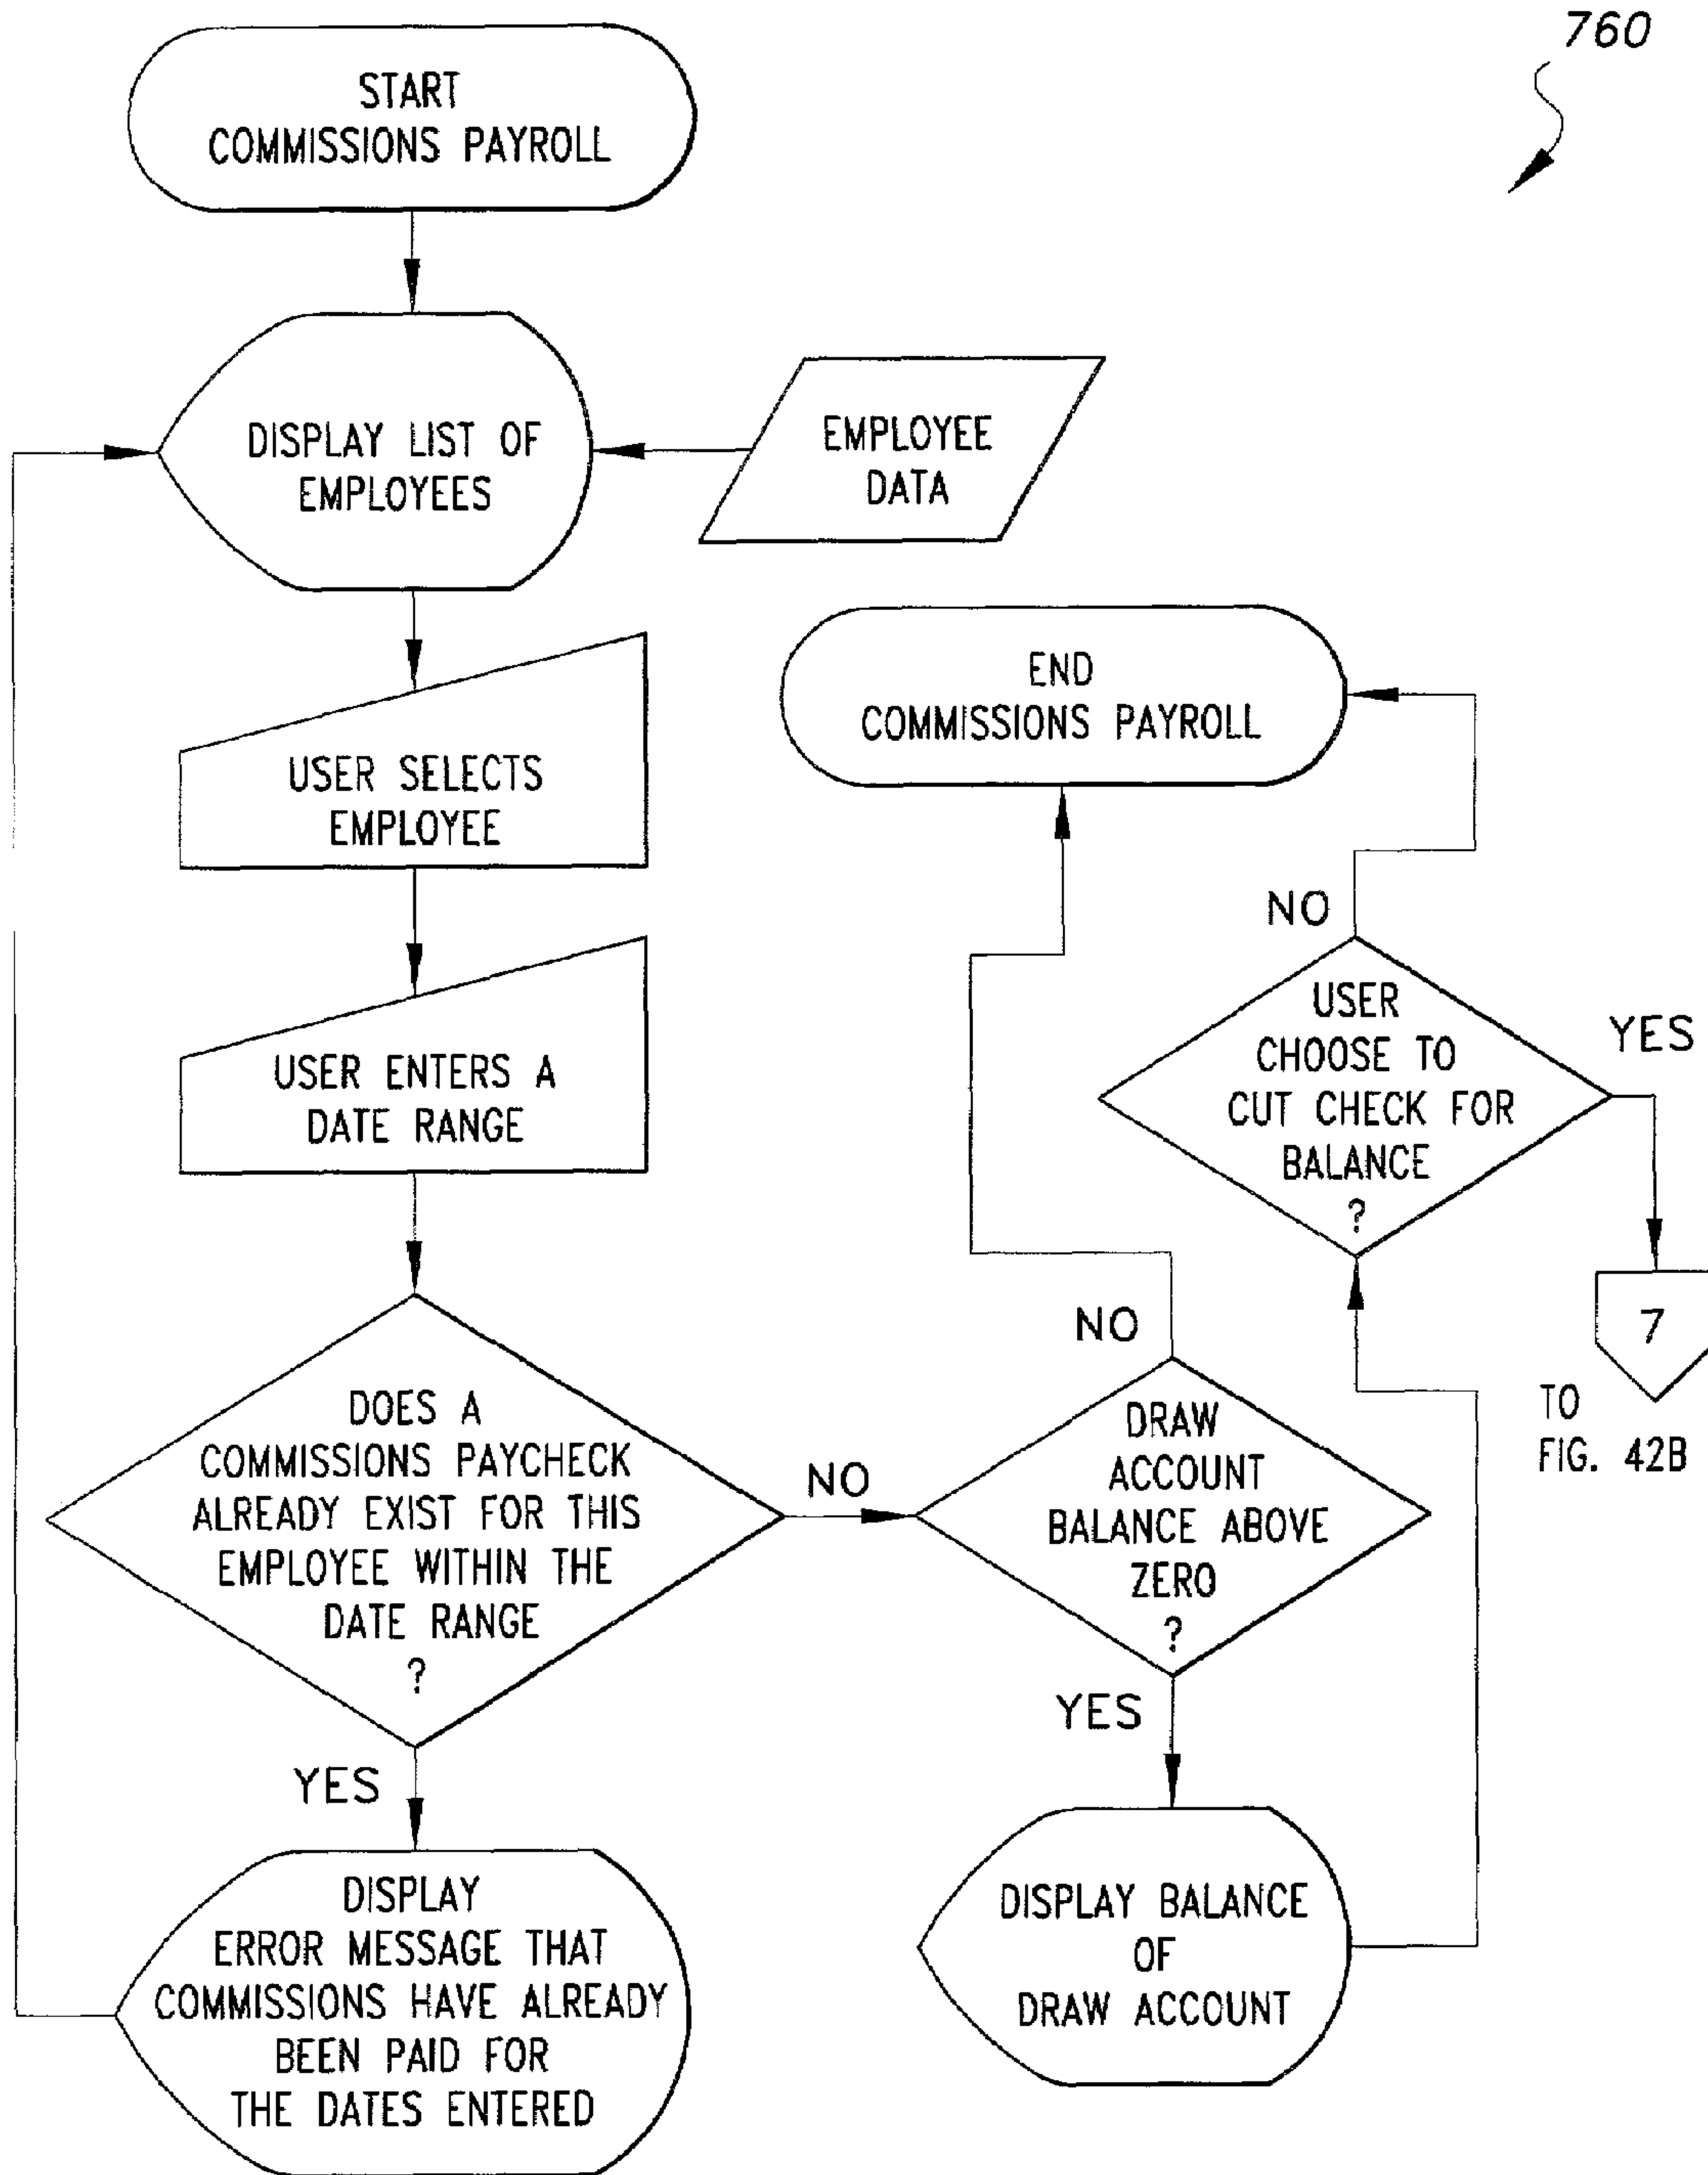 760
START
COMMISSIONS PAYROLL
DISPLAY LIST OF
EMPLOYEES
EMPLOYEE
DATA
USER SELECTS
EMPLOYEE
USER ENTERS A
DATE RANGE
DOES A
COMMISSIONS PAYCHECK
ALREADY EXIST FOR THIS
EMPLOYEE WITHIN THE
DATE RANGE
?
YES
NO
DISPLAY
ERROR MESSAGE THAT
COMMISSIONS HAVE ALREADY
BEEN PAID FOR
THE DATES ENTERED
END
COMMISSIONS PAYROLL
NO
DRAW
ACCOUNT
BALANCE ABOVE
ZERO
?
YES
DISPLAY BALANCE
OF
DRAW ACCOUNT
NO
USER
CHOOSE TO
CUT CHECK FOR
BALANCE
?
YES
7
TO
FIG. 42B